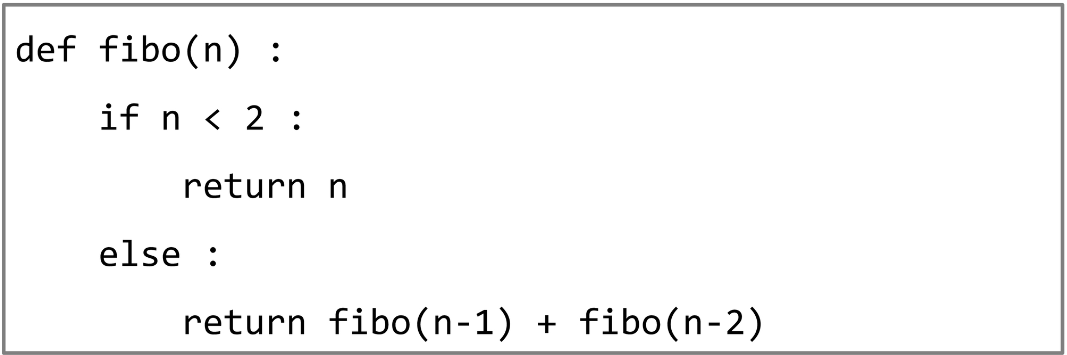 def fibo(n) :
    if n < 2 :
        return n
    else :
        return fibo(n-1) + fibo(n-2)